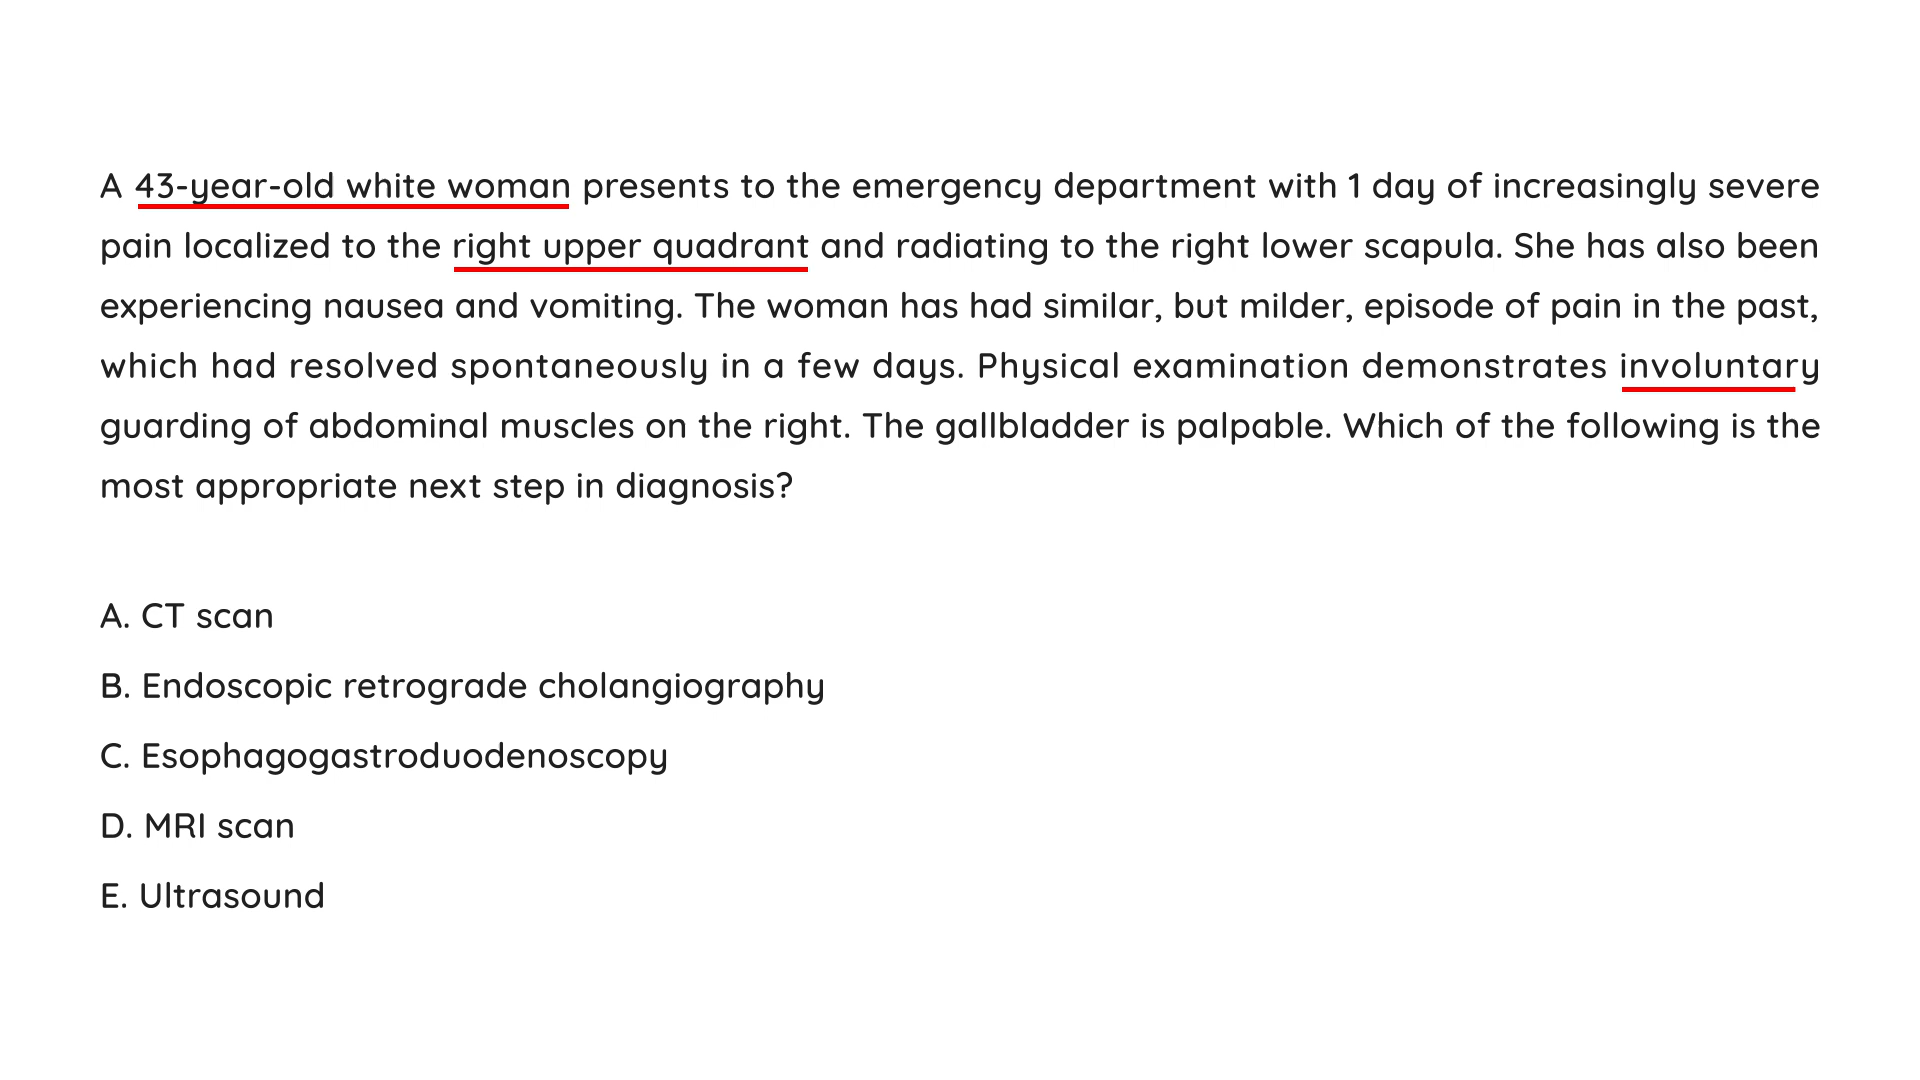 A 43-year-old white woman presents to the emergency department with 1 day of increasingly severe
pain localized to the right upper quadrant and radiating to the right lower scapula. She has also been
experiencing nausea and vomiting. The woman has had similar, but milder, episode of pain in the past,
which had resolved spontaneously in a few days. Physical examination demonstrates involuntary
guarding of abdominal muscles on the right. The gallbladder is palpable. Which of the following is the
most appropriate next step in diagnosis?
A. CT scan
B. Endoscopic retrograde cholangiography
C. Esophagogastroduodenoscopy
D. MRI scan
E. Ultrasound